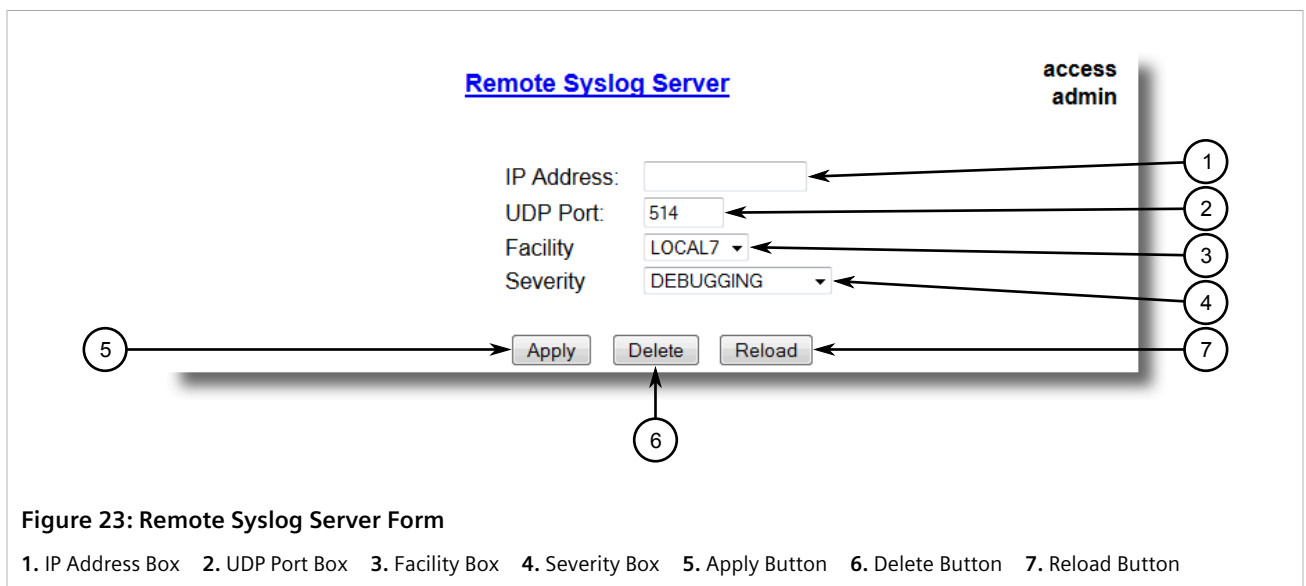 Remote Syslog Server
access
admin
IP Address:
1
UDP Port: 514
2
Facility LOCAL7
3
Severity DEBUGGING
4
5
Apply Delete Reload
7
6
Figure 23: Remote Syslog Server Form
1. IP Address Box 2. UDP Port Box 3. Facility Box 4. Severity Box 5. Apply Button 6. Delete Button 7. Reload Button